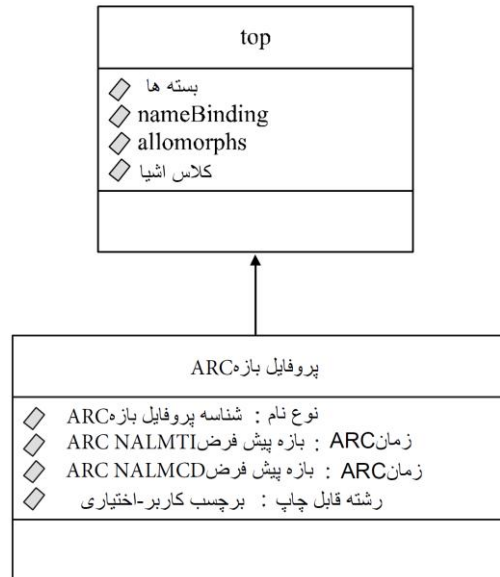 top
بسته ها
nameBinding
allomorphs
کلاس اشیا
پروفایل بازهARC
نوع نام : شناسه پروفایل بازهARC
زمانARC : بازه پیش فرضARC NALMTI
زمانARC : بازه پیش فرضARC NALMCD
رشته قابل چاپ : برچسب کاربر-اختیاری